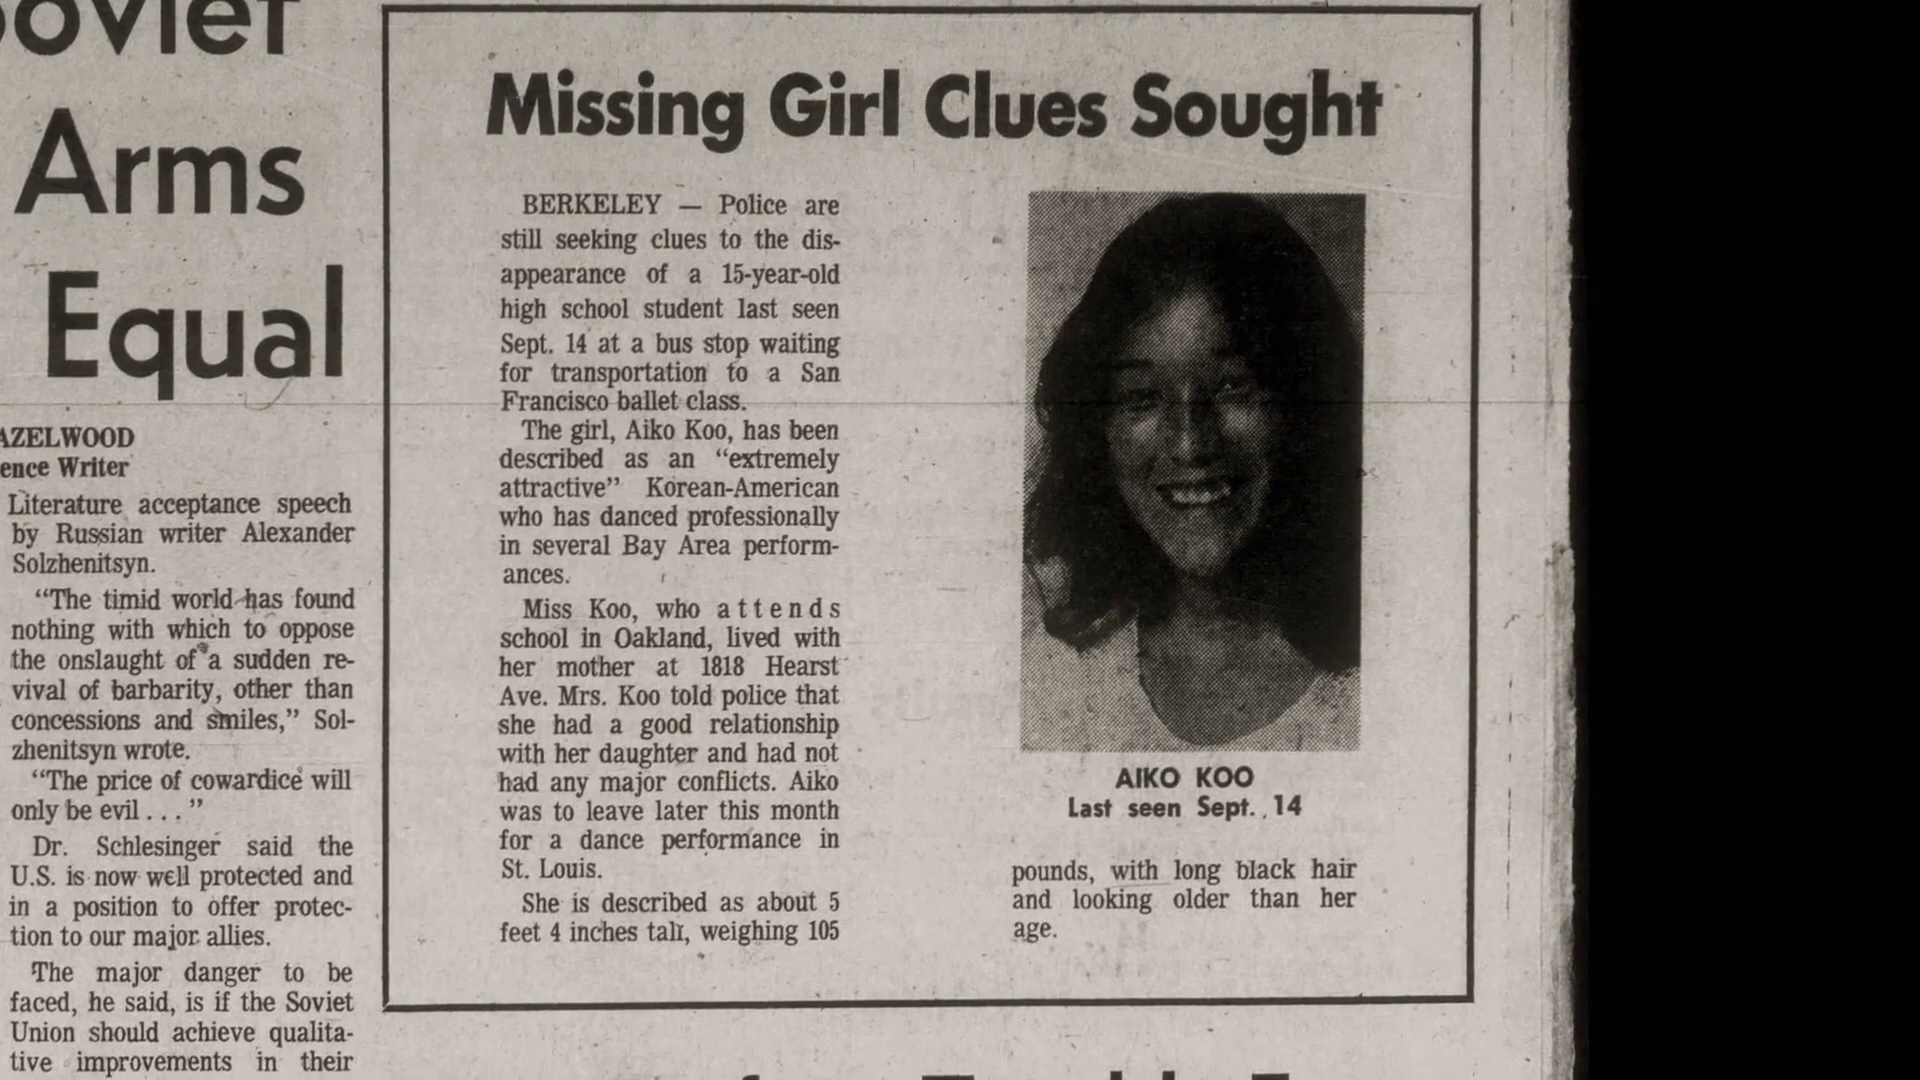 Soviet
Arms
Equal
AZELWOOD
ence Writer
Literature acceptance speech
by Russian writer Alexander
Solzhenitsyn.
“The timid world has found
nothing with which to oppose
the onslaught of a sudden re-
vival of barbarity, other than
concessions and smiles,” Sol-
zhenitsyn wrote.
“The price of cowardice will
only be evil . . .”
Dr. Schlesinger said the
U.S. is now well protected and
in a position to offer protec-
tion to our major allies.
The major danger to be
faced, he said, is if the Soviet
Union should achieve qualita-
tive improvements in their
Missing Girl Clues Sought
BERKELEY — Police are
still seeking clues to the dis-
appearance of a 15-year-old
high school student last seen
Sept. 14 at a bus stop waiting
for transportation to a San
Francisco ballet class.
The girl, Aiko Koo, has been
described as an “extremely
attractive” Korean-American
who has danced professionally
in several Bay Area perform-
ances.
Miss Koo, who attends
school in Oakland, lived with
her mother at 1818 Hearst
Ave. Mrs. Koo told police that
she had a good relationship
with her daughter and had not
had any major conflicts. Aiko
was to leave later this month
for a dance performance in
St. Louis.
She is described as about 5
feet 4 inches tall, weighing 105
AIKO KOO
Last seen Sept. 14
pounds, with long black hair
and looking older than her
age.